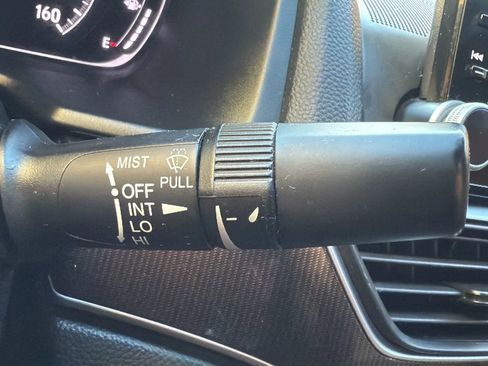 160
E
MIST
PULL
OFF
INT
LO
HI